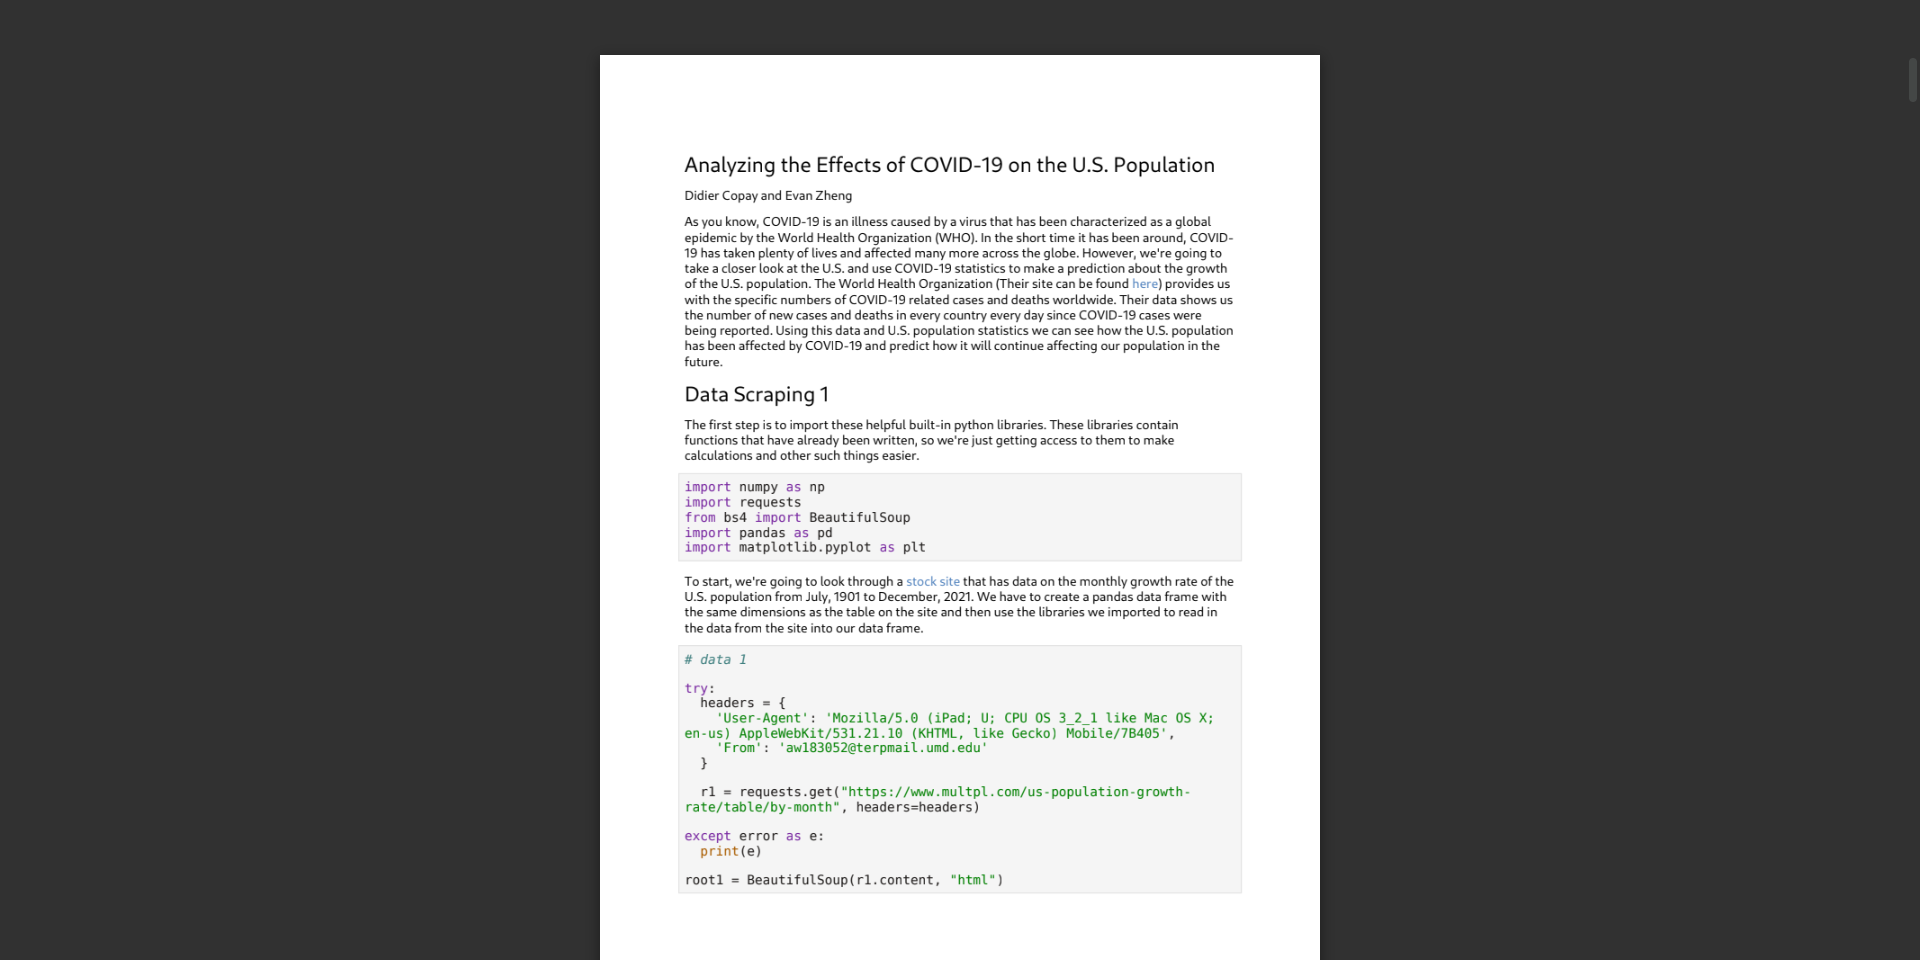 Analyzing the Effects of COVID-19 on the U.S. Population
Didier Copay and Evan Zheng
As you know, COVID-19 is an illness caused by a virus that has been characterized as a global
epidemic by the World Health Organization (WHO). In the short time it has been around, COVID-
19 has taken plenty of lives and affected many more across the globe. However, we're going to
take a closer look at the U.S. and use COVID-19 statistics to make a prediction about the growth
of the U.S. population. The World Health Organization (Their site can be found here) provides us
with the specific numbers of COVID-19 related cases and deaths worldwide. Their data shows us
the number of new cases and deaths in every country every day since COVID-19 cases were
being reported. Using this data and U.S. population statistics we can see how the U.S. population
has been affected by COVID-19 and predict how it will continue affecting our population in the
future.
Data Scraping 1
The first step is to import these helpful built-in python libraries. These libraries contain
functions that have already been written, so we're just getting access to them to make
calculations and other such things easier.
import numpy as np
import requests
from bs4 import BeautifulSoup
import pandas as pd
import matplotlib.pyplot as plt
To start, we're going to look through a stock site that has data on the monthly growth rate of the
U.S. population from July, 1901 to December, 2021. We have to create a pandas data frame with
the same dimensions as the table on the site and then use the libraries we imported to read in
the data from the site into our data frame.
# data 1
try:
  headers = {
    'User-Agent': 'Mozilla/5.0 (iPad; U; CPU OS 3_2_1 like Mac OS X;
en-us) AppleWebKit/531.21.10 (KHTML, like Gecko) Mobile/7B405',
    'From': 'aw183052@terpmail.umd.edu'
  }
  r1 = requests.get("https://www.multpl.com/us-population-growth-
rate/table/by-month", headers=headers)
except error as e:
  print(e)
root1 = BeautifulSoup(r1.content, "html")